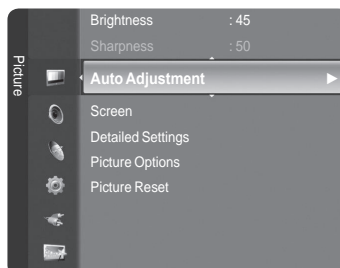 Picture
Brightness : 45
Sharpness : 50
Auto Adjustment
Screen
Detailed Settings
Picture Options
Picture Reset